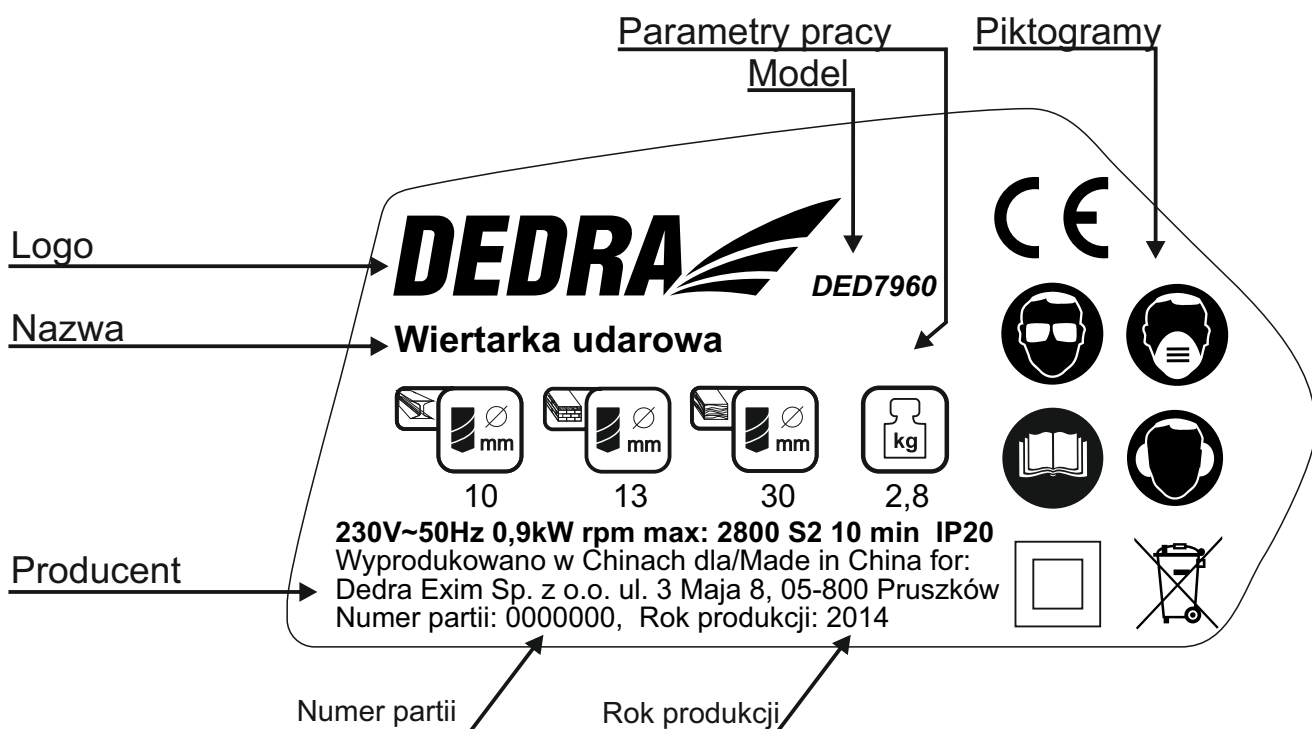 Parametry pracy
Piktogramy
Model
Logo
DEDRA
CE
DED7960
Nazwa
Wiertarka udarowa
Ø mm
Ø mm
Ø mm
kg
10
13
30
2,8
230V~50Hz 0,9kW rpm max: 2800 S2 10 min IP20
Wyprodukowano w Chinach dla/Made in China for:
Producent
Dedra Exim Sp. z o.o. ul. 3 Maja 8, 05-800 Pruszków
Numer partii: 0000000, Rok produkcji: 2014
Numer partii
Rok produkcji